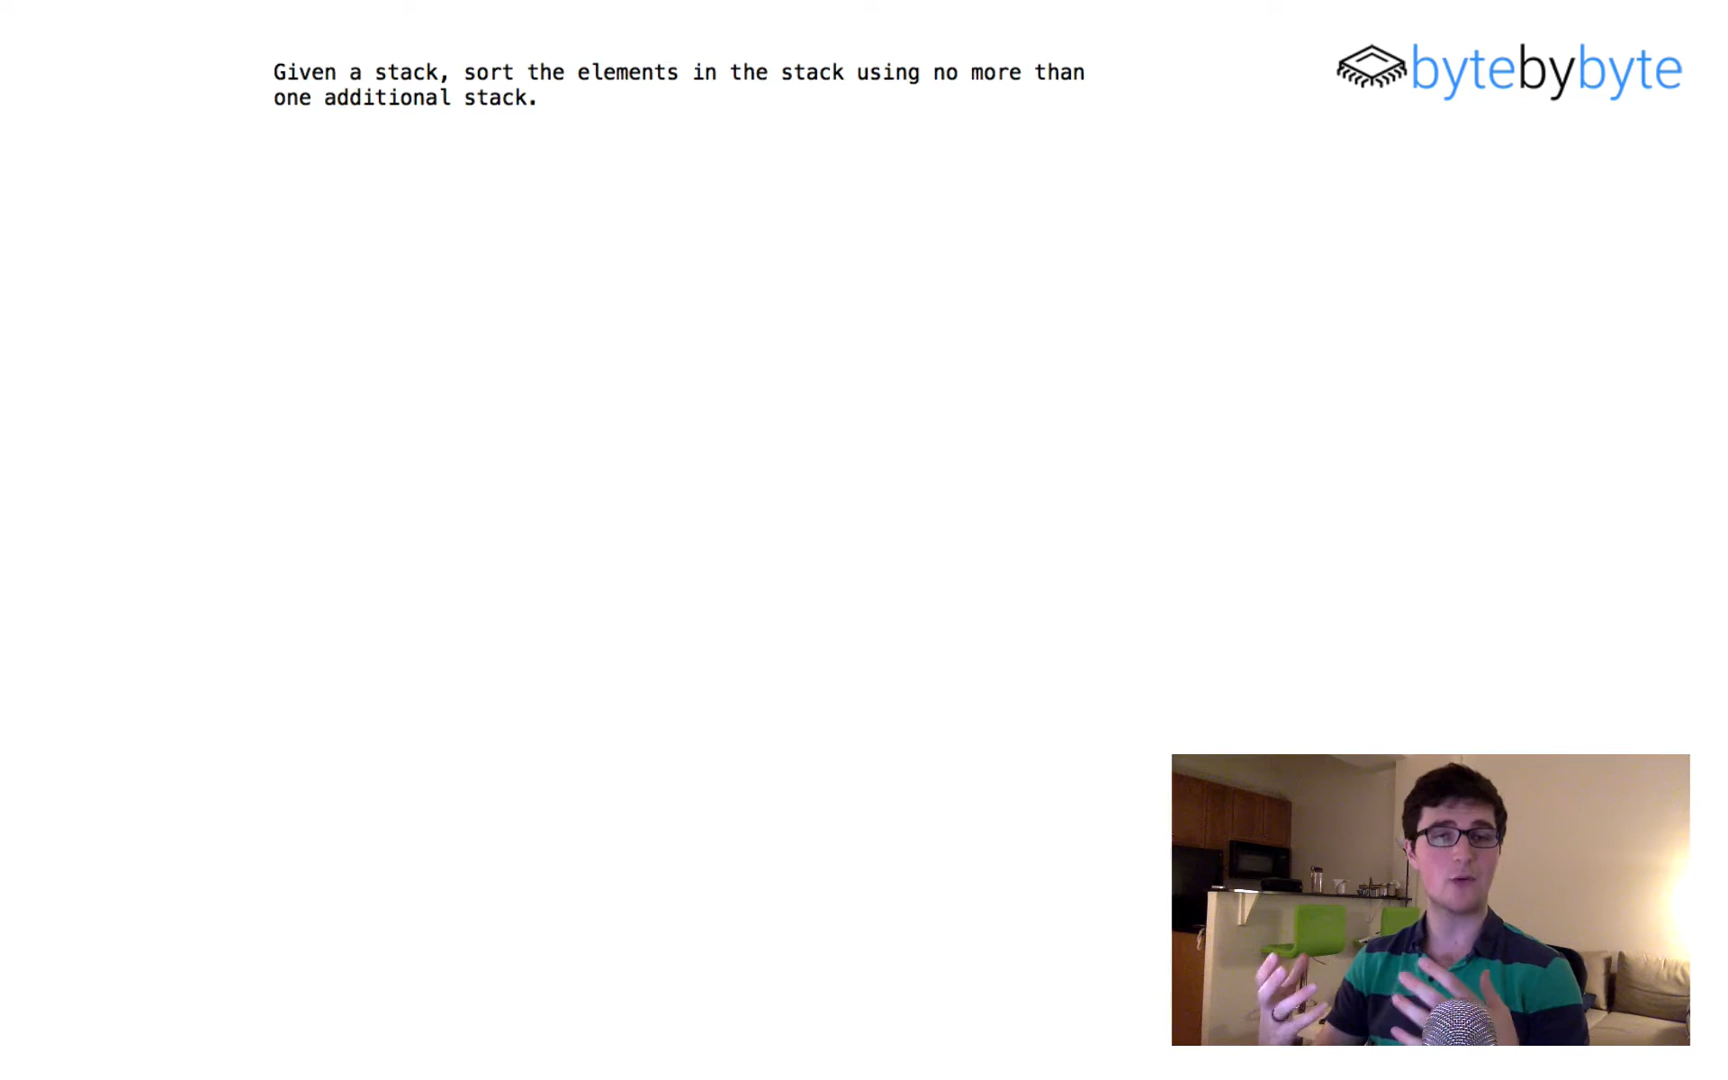 Given a stack, sort the elements in the stack using no more than
one additional stack.
bytebybyte